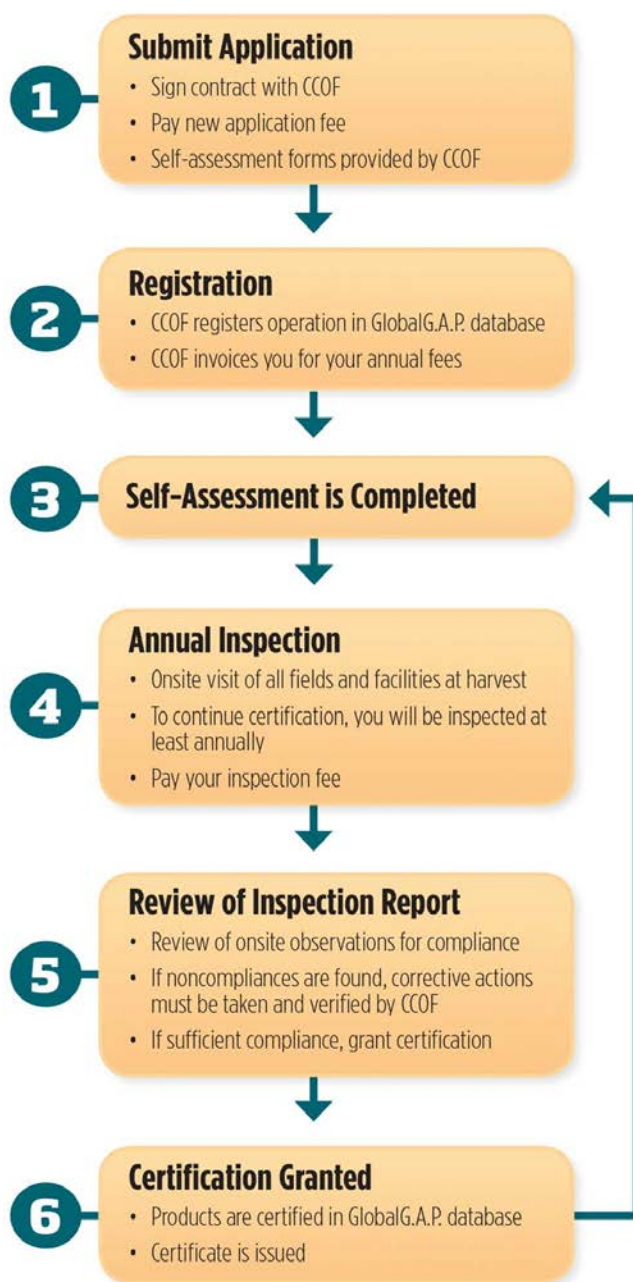 1
Submit Application
• Sign contract with CCOF
• Pay new application fee
• Self-assessment forms provided by CCOF
2
Registration
• CCOF registers operation in GlobalG.A.P. database
• CCOF invoices you for your annual fees
3
Self-Assessment is Completed
4
Annual Inspection
• Onsite visit of all fields and facilities at harvest
• To continue certification, you will be inspected at
least annually
• Pay your inspection fee
5
Review of Inspection Report
• Review of onsite observations for compliance
• If noncompliances are found, corrective actions
must be taken and verified by CCOF
• If sufficient compliance, grant certification
6
Certification Granted
• Products are certified in GlobalG.A.P. database
• Certificate is issued